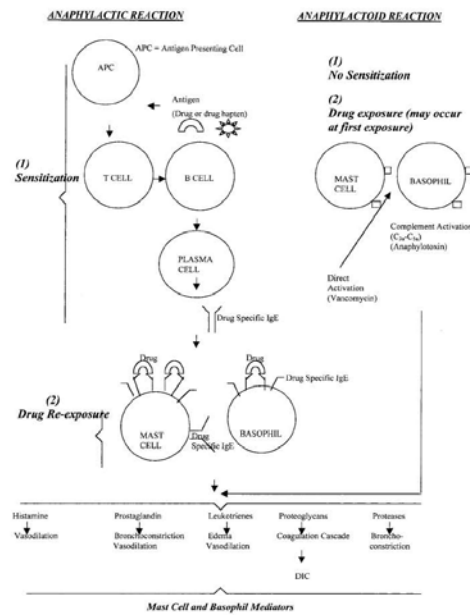 ANAPHYLACTIC REACTION
APC = Antigen Presenting Cell
APC
Antigen
(Drug or drug hapten)
(1)
Sensitization
T CELL
B CELL
PLASMA
CELL
Drug Specific IgE
(2)
Drug Re-exposure
Drug
MAST
CELL
Drug
Specific IgE
Drug
Drug Specific IgE
BASOPHIL
ANAPHYLACTOID REACTION
(1)
No Sensitization
(2)
Drug exposure (may occur
at first exposure)
MAST
CELL
BASOPHIL
Complement Activation
(C3a-C5a)
(Anaphylotoxin)
Direct
Activation
(Vancomycin)
Histamine
Vasodilation
Prostaglandin
Bronchoconstriction
Vasodilation
Leukotrienes
Edema
Vasodilation
Proteoglycans
Coagulation Cascade
DIC
Proteases
Broncho-
constriction
Mast Cell and Basophil Mediators